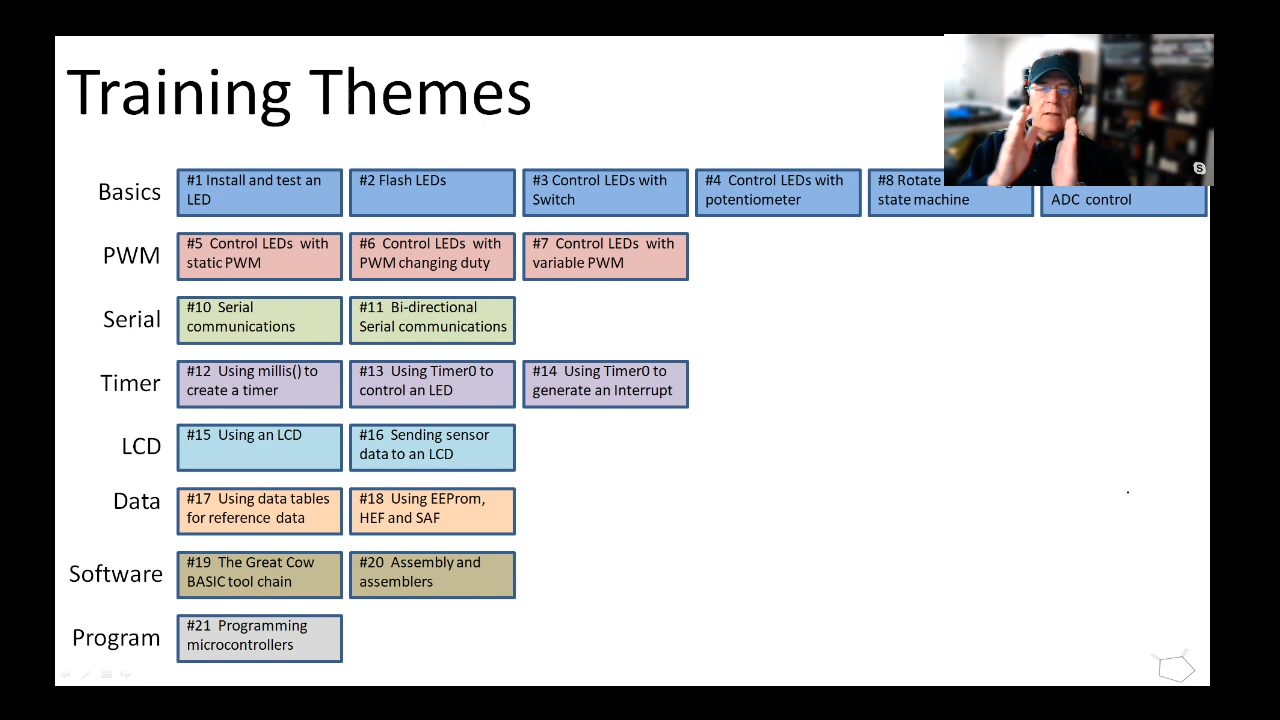 Training Themes
Basics
#1 Install and test an
LED
#2 Flash LEDs
#3 Control LEDs with
Switch
#4 Control LEDs with
potentiometer
#8 Rotate
state machine
ADC control
PWM
#5 Control LEDs with
static PWM
#6 Control LEDs with
PWM changing duty
#7 Control LEDs with
variable PWM
Serial
#10 Serial
communications
#11 Bi-directional
Serial communications
Timer
#12 Using millis() to
create a timer
#13 Using Timer0 to
control an LED
#14 Using Timer0 to
generate an Interrupt
LCD
#15 Using an LCD
#16 Sending sensor
data to an LCD
Data
#17 Using data tables
for reference data
#18 Using EEProm,
HEF and SAF
Software
#19 The Great Cow
BASIC tool chain
#20 Assembly and
assemblers
Program
#21 Programming
microcontrollers